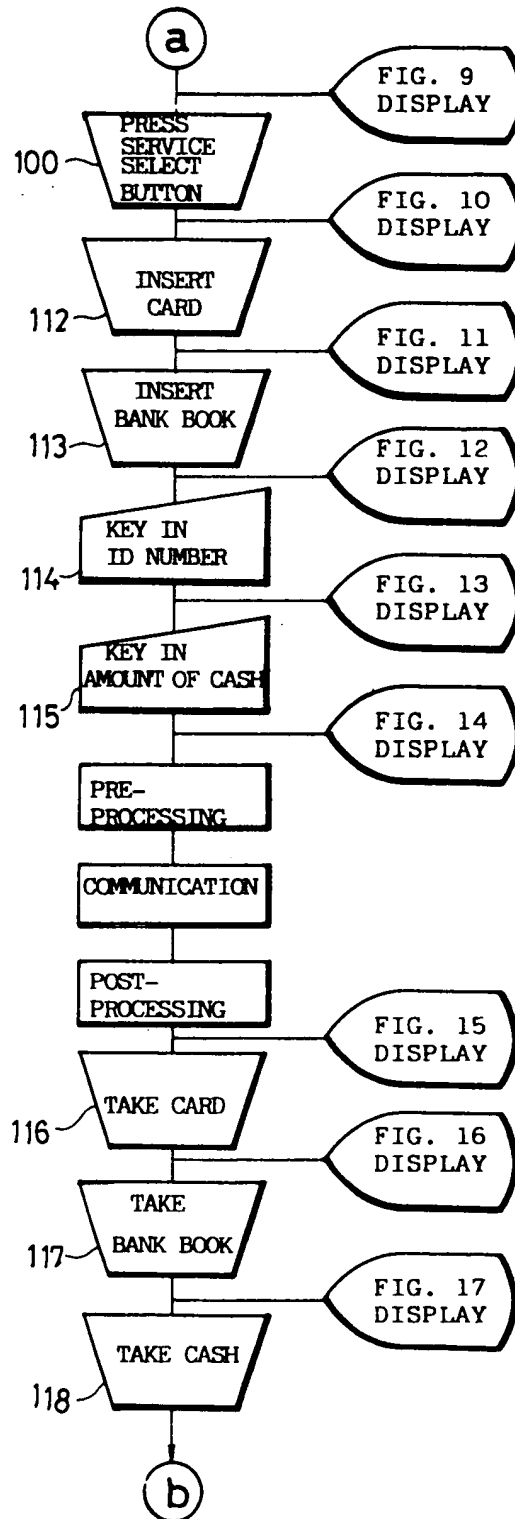 a
FIG. 9
DISPLAY
PRESS
SERVICE
SELECT
BUTTON
100
FIG. 10
DISPLAY
INSERT
CARD
112
FIG. 11
DISPLAY
INSERT
BANK BOOK
113
FIG. 12
DISPLAY
KEY IN
ID NUMBER
114
FIG. 13
DISPLAY
KEY IN
AMOUNT OF CASH
115
FIG. 14
DISPLAY
PRE-
PROCESSING
COMMUNICATION
POST-
PROCESSING
FIG. 15
DISPLAY
TAKE CARD
116
FIG. 16
DISPLAY
TAKE
BANK BOOK
117
FIG. 17
DISPLAY
TAKE CASH
118
b